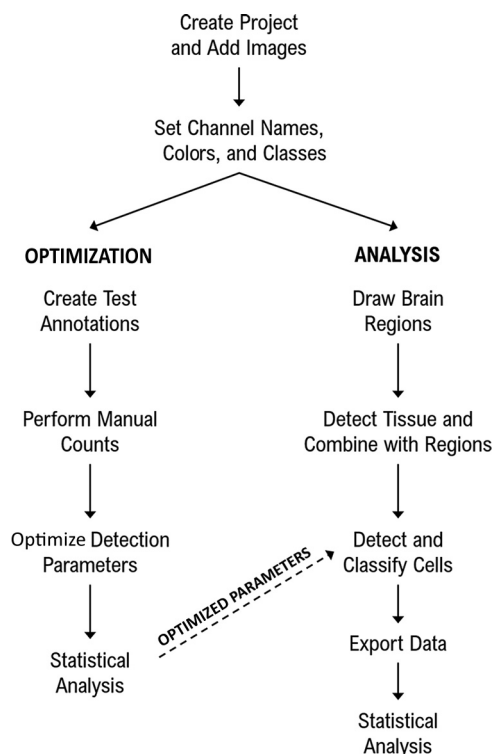 Create Project
and Add Images
Set Channel Names,
Colors, and Classes
OPTIMIZATION
Create Test
Annotations
Perform Manual
Counts
Optimize Detection
Parameters
Statistical
Analysis
OPTIMIZED PARAMETERS
ANALYSIS
Draw Brain
Regions
Detect Tissue and
Combine with Regions
Detect and
Classify Cells
Export Data
Statistical
Analysis